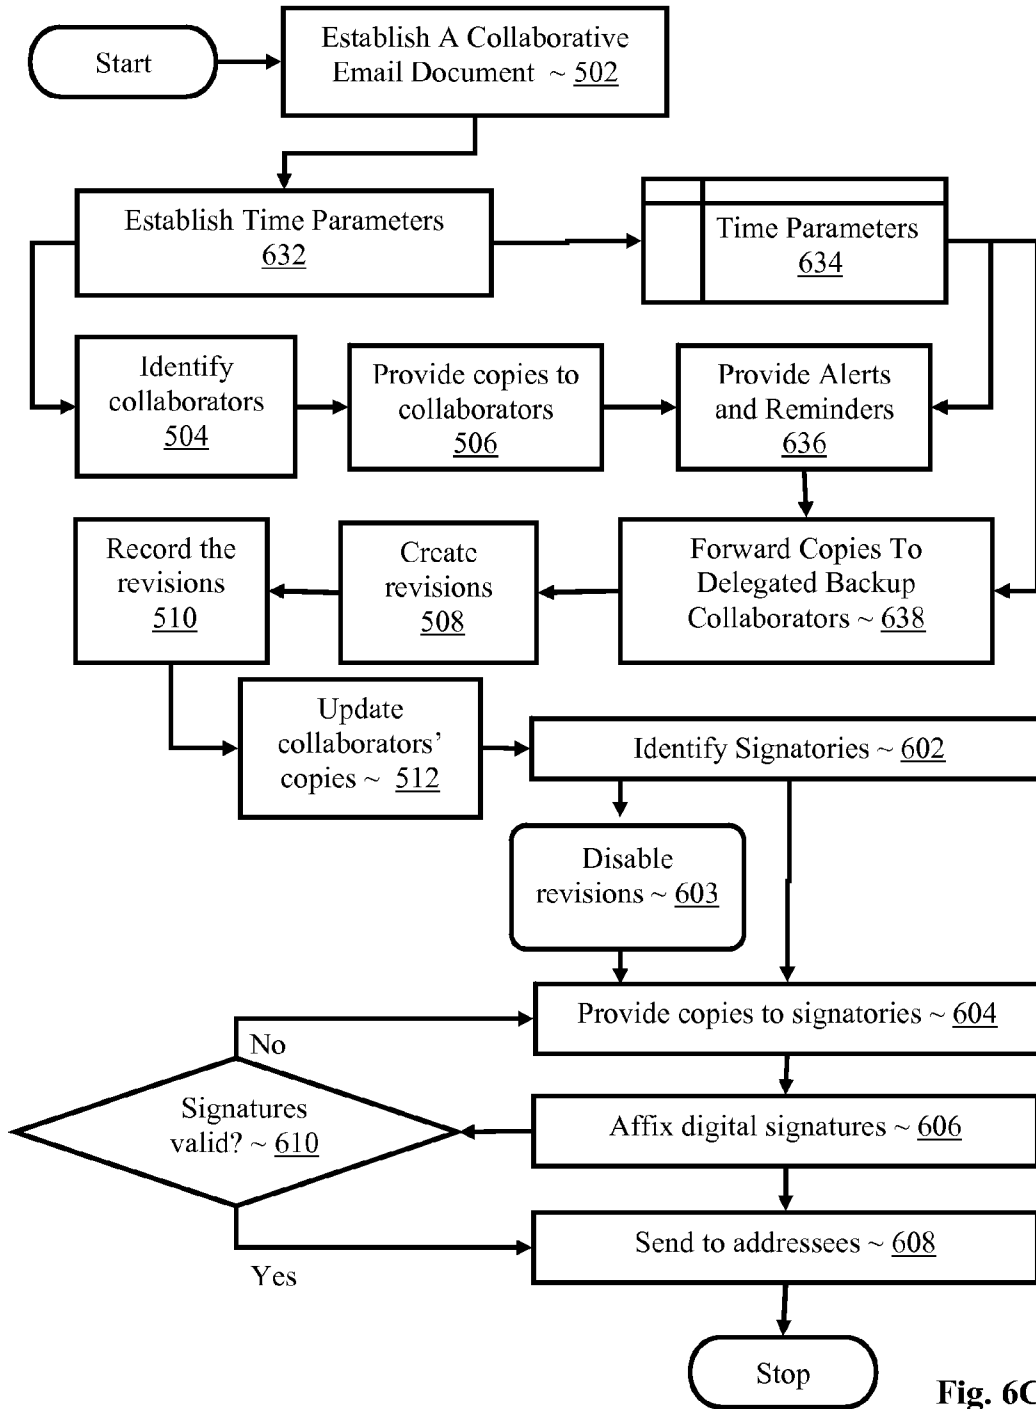 Start
Establish A Collaborative
Email Document ~ 502
Establish Time Parameters
632
Time Parameters
634
Identify
collaborators
504
Provide copies to
collaborators
506
Provide Alerts
and Reminders
636
Record the
revisions
510
Create
revisions
508
Forward Copies To
Delegated Backup
Collaborators ~ 638
Update
collaborators’
copies ~ 512
Identify Signatories ~ 602
Disable
revisions ~ 603
Provide copies to signatories ~ 604
No
Signatures
valid? ~ 610
Affix digital signatures ~ 606
Send to addressees ~ 608
Yes
Stop
Fig. 6C